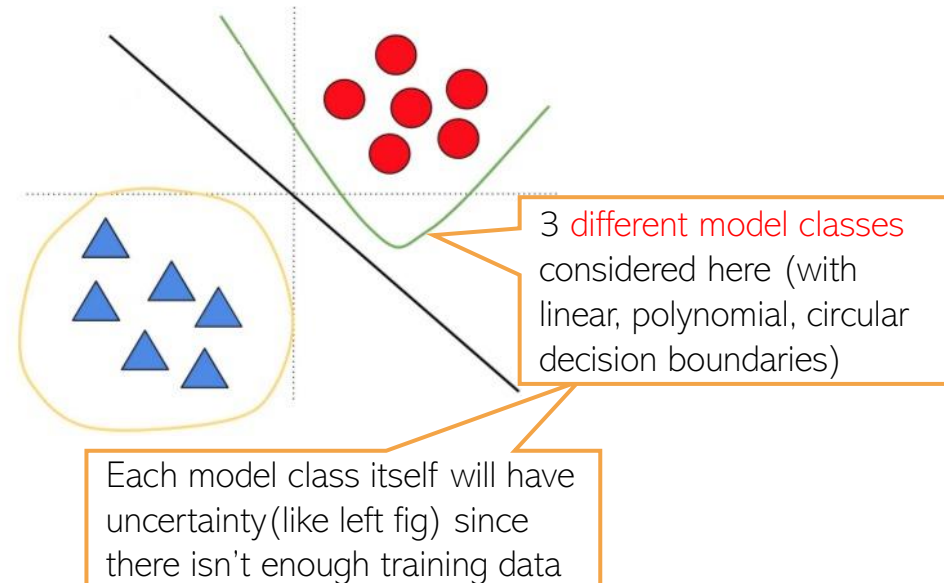 3 different model classes
considered here (with
linear, polynomial, circular
decision boundaries)
Each model class itself will have
uncertainty(like left fig) since
there isn't enough training data